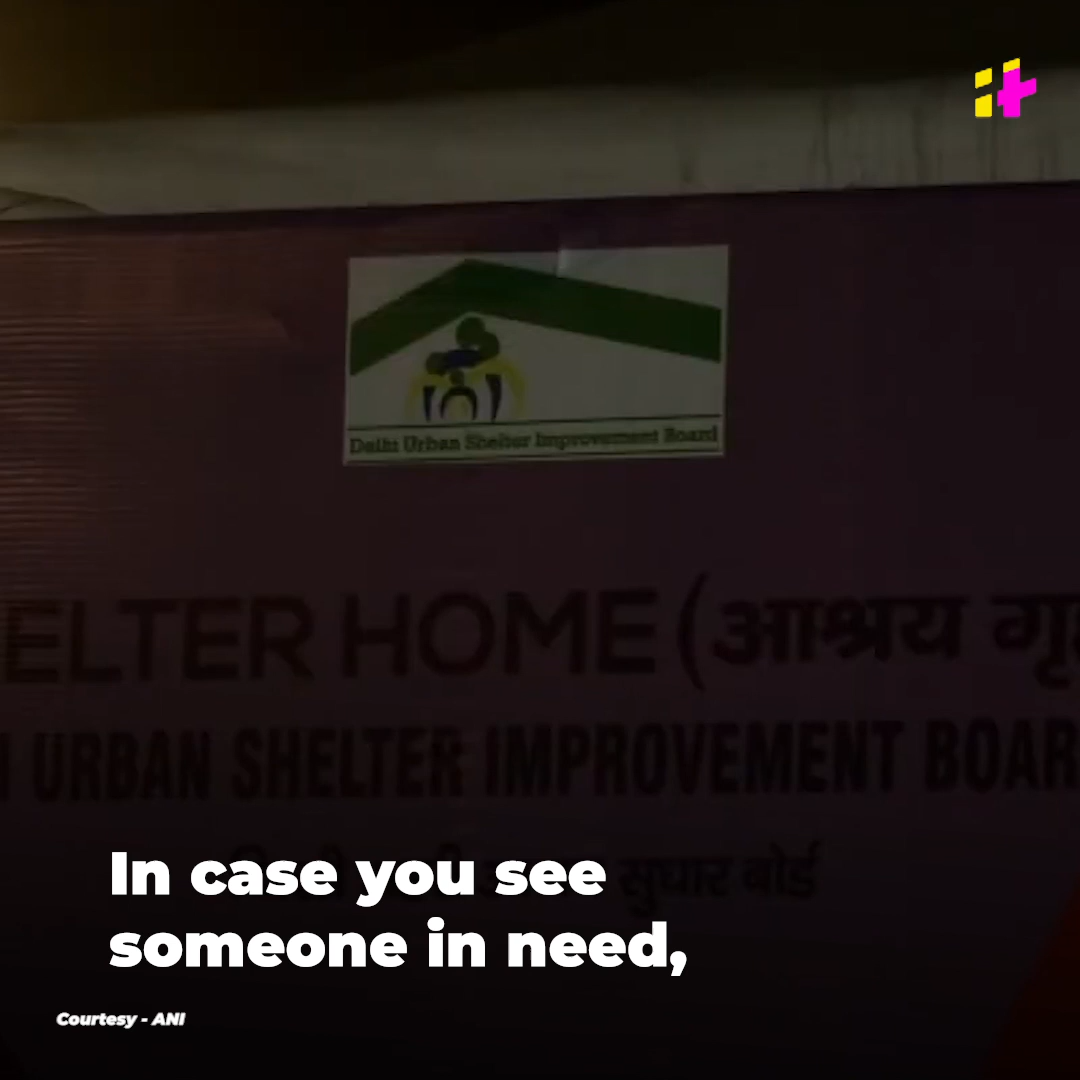 Delhi Urban Shelter Improvement Board
ELTER HOME (आश्रय गृह
URBAN SHELTER IMPROVEMENT BOAR
सुधार बोर्ड
In case you see
someone in need,
Courtesy - ANI